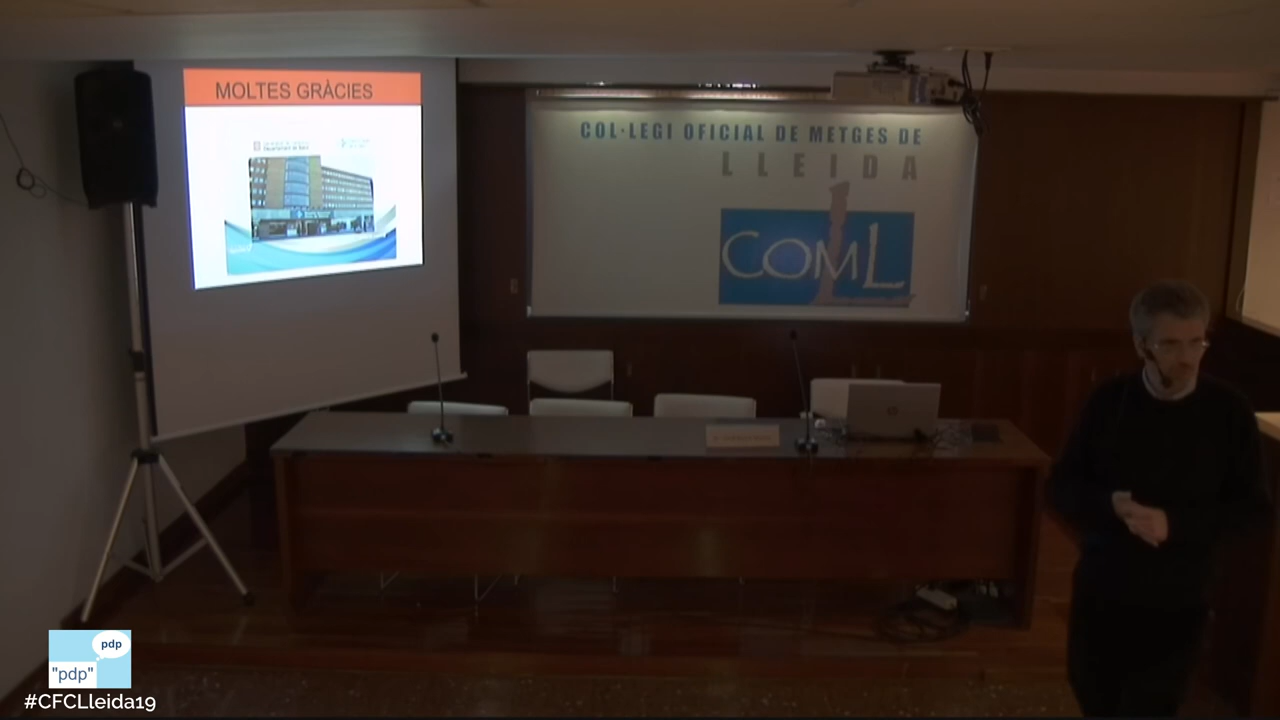 MOLTES GRÀCIES
COL·LEGI OFICIAL DE METGES DE
LLEIDA
COML
pdp
"pdp"
#CFCLleida19